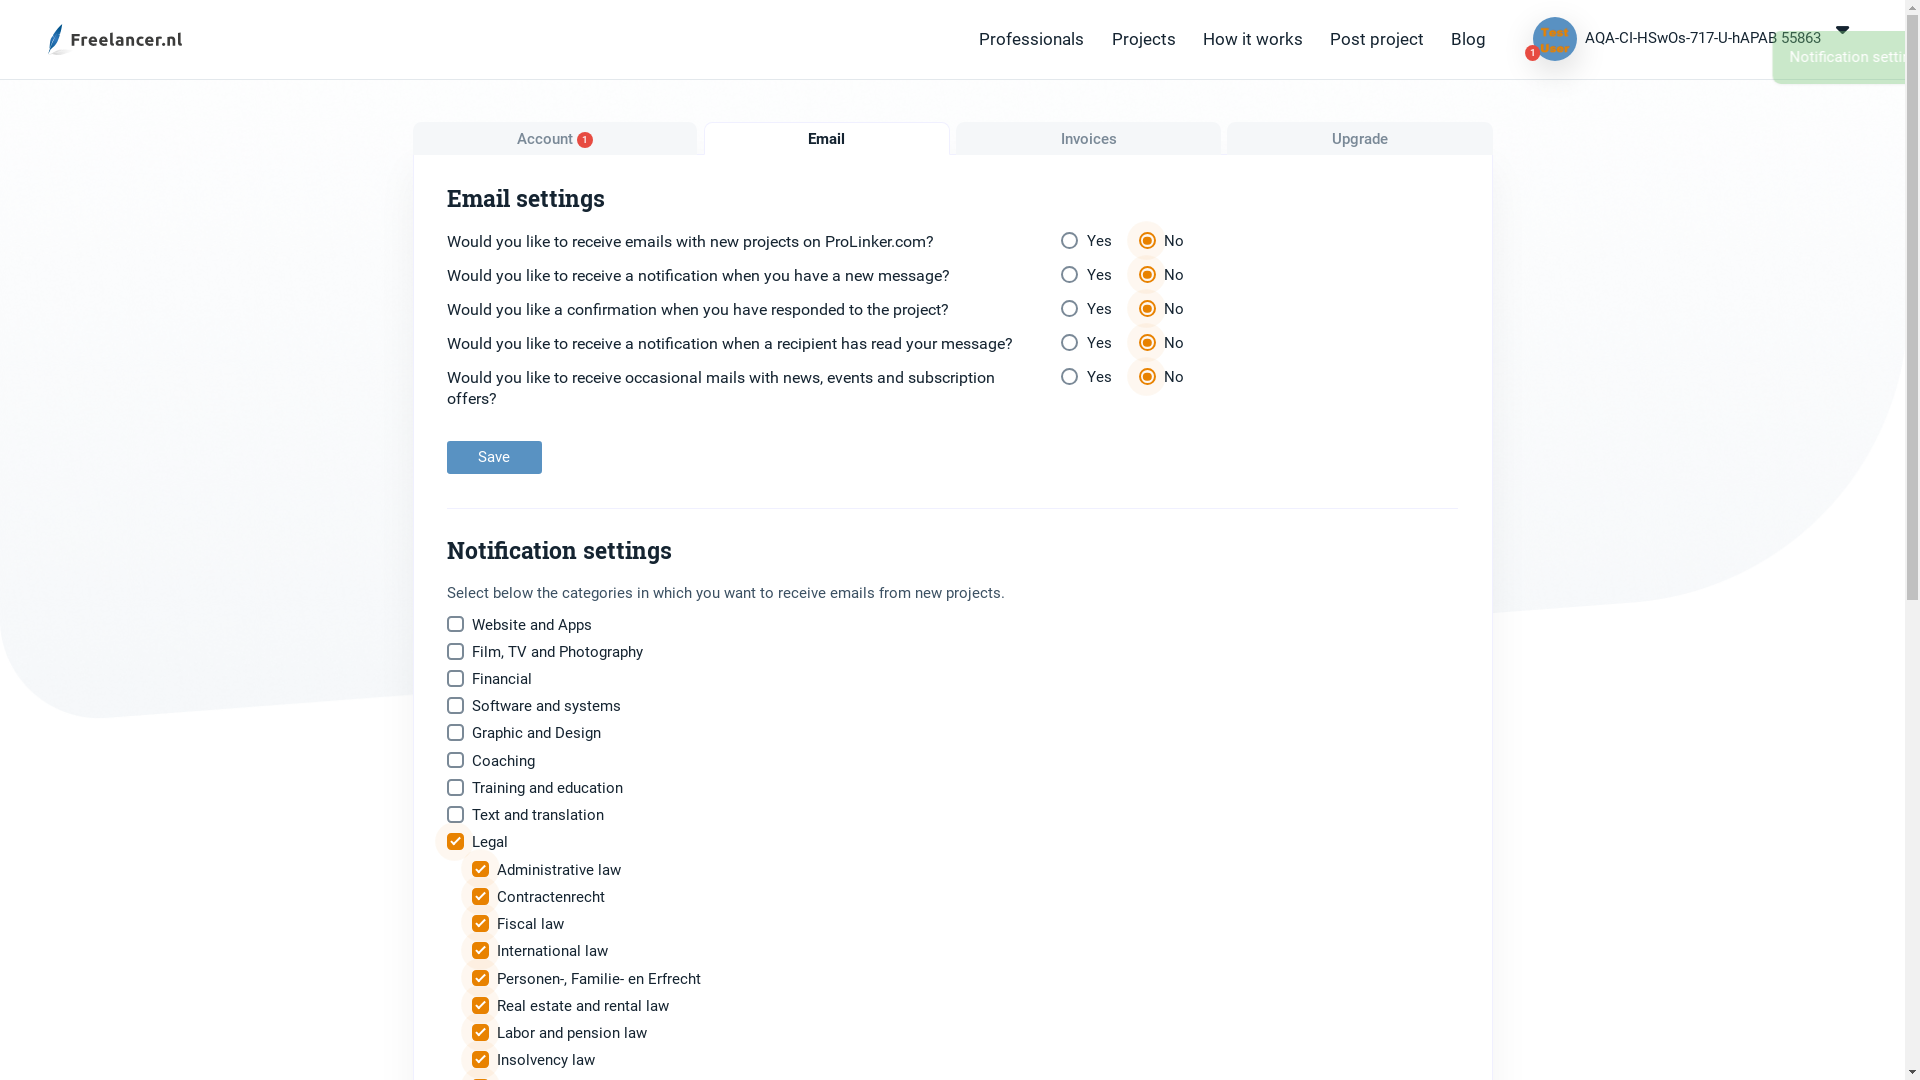 Freelancer.nl
Professionals
Projects
How it works
Post project
Blog
Test
User
1
AQA-CI-HSwOs-717-U-hAPAB 55863
Notification
Account 1
Email
Invoices
Upgrade
Email settings
Would you like to receive emails with new projects on ProLinker.com?
Yes
No
Would you like to receive a notification when you have a new message?
Yes
No
Would you like a confirmation when you have responded to the project?
Yes
No
Would you like to receive a notification when a recipient has read your message?
Yes
No
Would you like to receive occasional mails with news, events and subscription
offers?
Yes
No
Save
Notification settings
Select below the categories in which you want to receive emails from new projects.
Website and Apps
Film, TV and Photography
Financial
Software and systems
Graphic and Design
Coaching
Training and education
Text and translation
Legal
Administrative law
Contractenrecht
Fiscal law
International law
Personen-, Familie- en Erfrecht
Real estate and rental law
Labor and pension law
Insolvency law